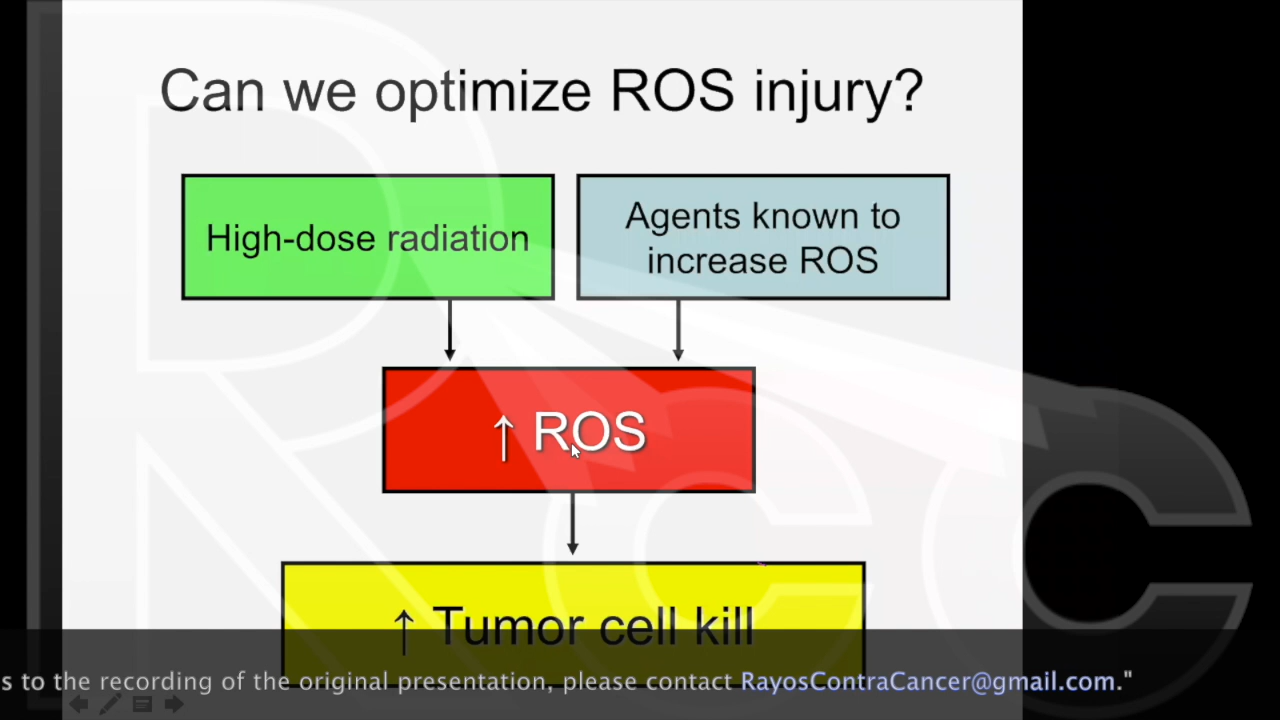 Can we optimize ROS injury?
High-dose radiation
Agents known to
increase ROS
↑ ROS
↑ Tumor cell kill
s to the recording of the original presentation, please contact RayosContraCancer@gmail.com."
RCC